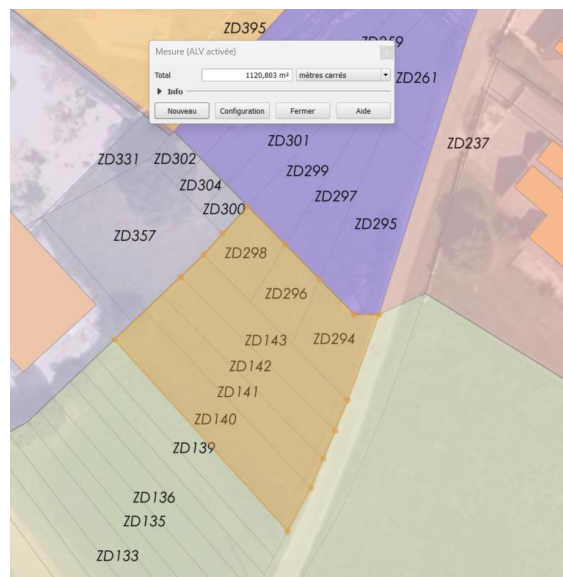 ZD395
ZD259
Mesure (ALV activée)
Total 1120,803 m² mètres carrés
Info
Nouveau Configuration Fermer Aide
ZD261
ZD301
ZD237
ZD331 ZD302
ZD299
ZD304
ZD297
ZD300
ZD295
ZD357
ZD298
ZD296
ZD143 ZD294
ZD142
ZD141
ZD140
ZD139
ZD136
ZD135
ZD133